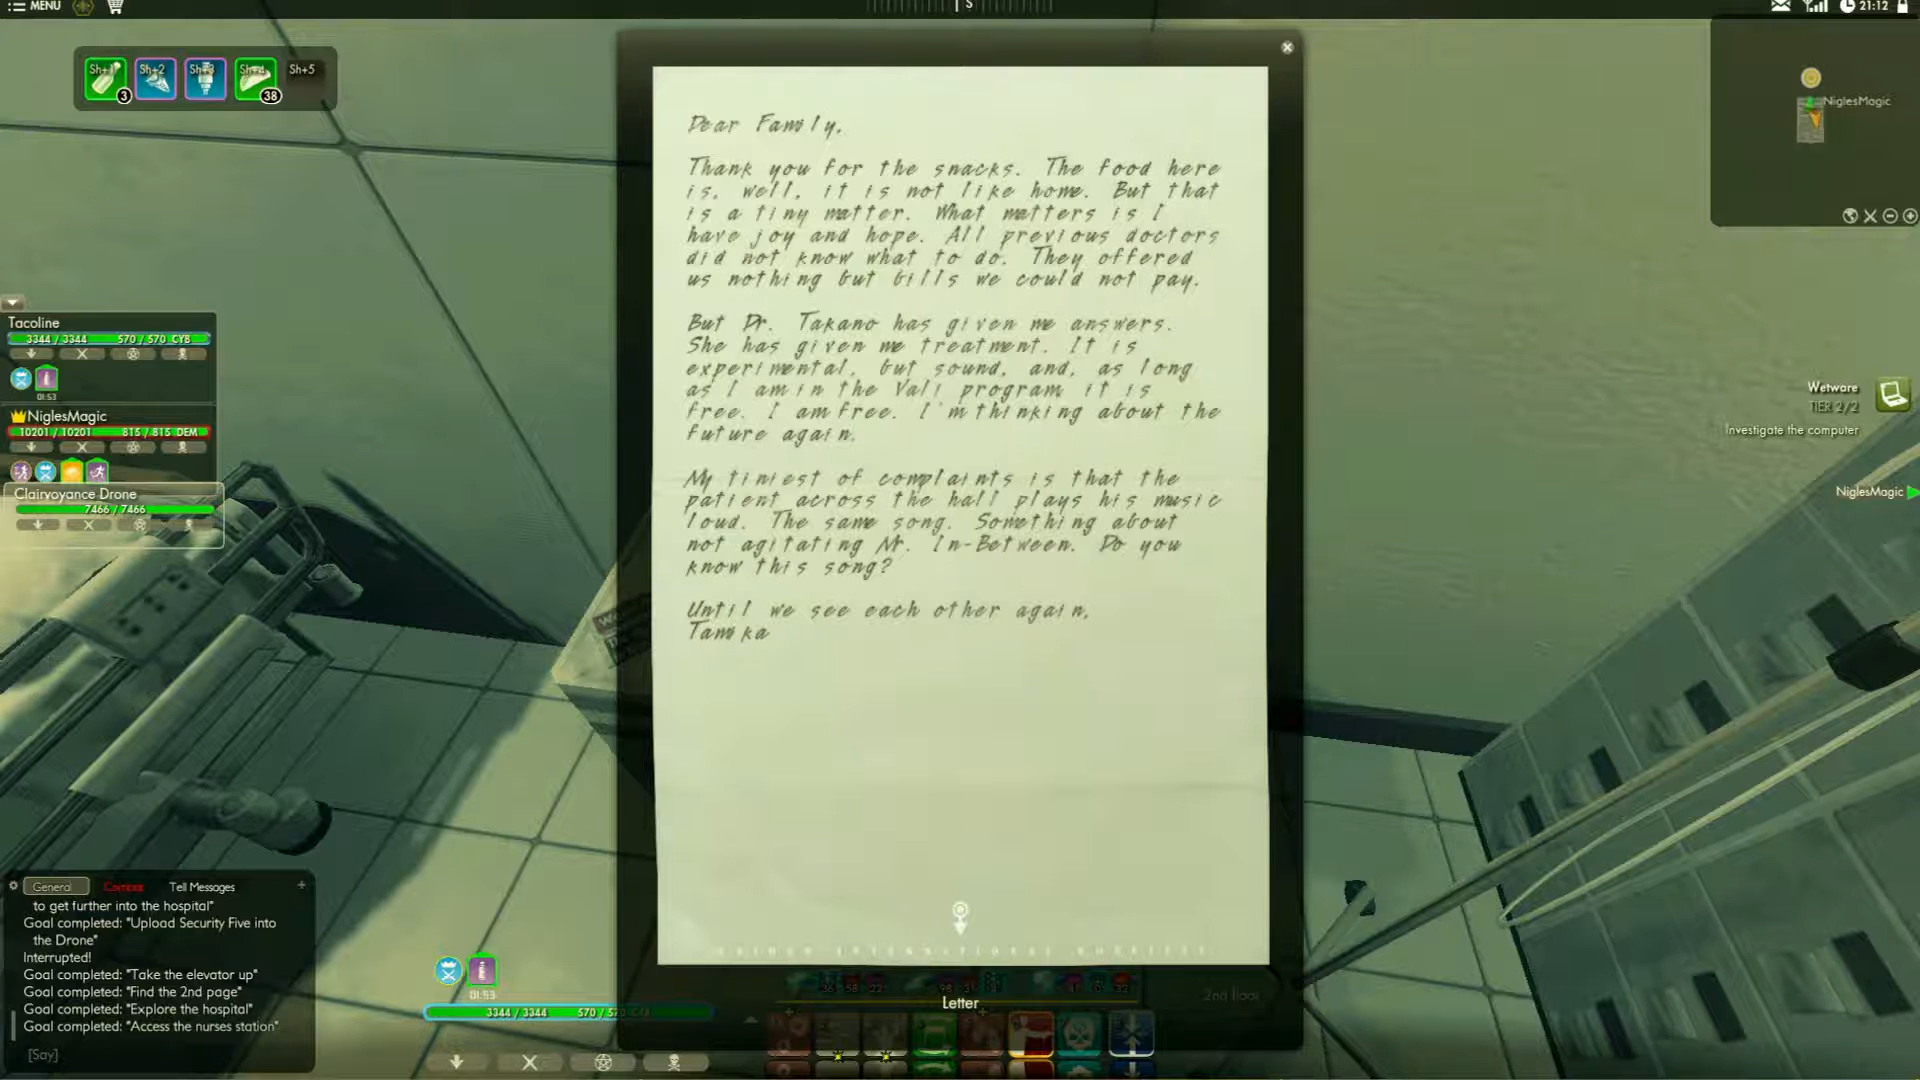 MENU
S
21:12
Sh+1
Sh+2
Sh+3
Sh+4
Sh+5
3
38
NiglesMagic
Dear Family,
Thank you for the snacks. The food here
is, well, it is not like home. But that
is a tiny matter. What matters is I
have joy and hope. All previous doctors
did not know what to do. They offered
us nothing but bills we could not pay.
But Dr. Takano has given me answers.
She has given me treatment. It is
experimental, but sound, and, as long
as I am in the Vali program it is
free. I am free. I'm thinking about the
future again.
My tiniest of complaints is that the
patient across the hall plays his music
loud. The same song. Something about
not agitating Mr. In-Between. Do you
know this song?
Until we see each other again,
Tamika
Tacoline
3344 / 3344 570 / 570 CYB
01:53
NiglesMagic
10201 / 10201 815 / 815 DEM
Clairvoyance Drone
7466 / 7466
Wetware
TIER 2/2
Investigate the computer
NiglesMagic
General Combat Tell Messages
to get further into the hospital"
Goal completed: "Upload Security Five into
the Drone"
Interrupted!
Goal completed: "Take the elevator up"
Goal completed: "Find the 2nd page"
Goal completed: "Explore the hospital"
Goal completed: "Access the nurses station"
[Say]
01:53
3344 / 3344 570 / 570
Letter
2nd floor